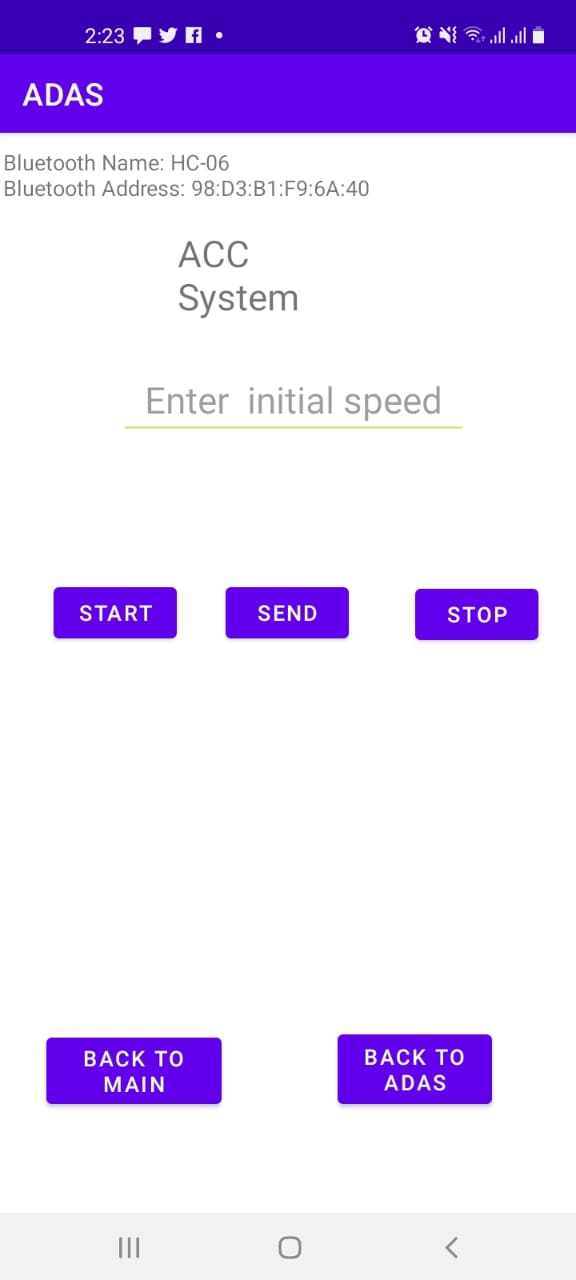 2:23
ADAS
Bluetooth Name: HC-06
Bluetooth Address: 98:D3:B1:F9:6A:40
ACC
System
Enter initial speed
START SEND STOP
BACK TO
MAIN
BACK TO
ADAS